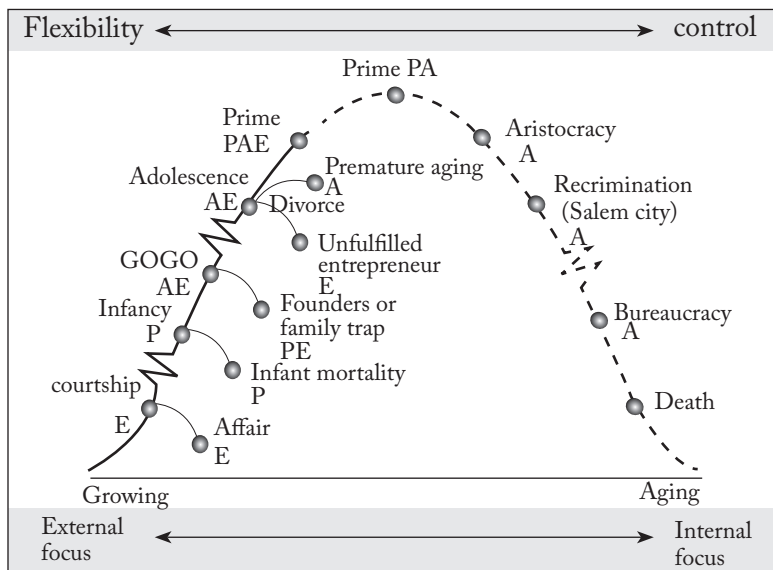 Flexibility
control
Prime PA
Prime
PAE
Aristocracy
A
Adolescence
AE
Premature aging
A
Divorce
Recrimination
(Salem city)
A
Unfulfilled
entrepreneur
E
GOGO
AE
Founders or
family trap
PE
Infancy
P
Bureaucracy
A
Infant mortality
P
courtship
E
Death
Affair
E
Growing
Aging
External
focus
Internal
focus